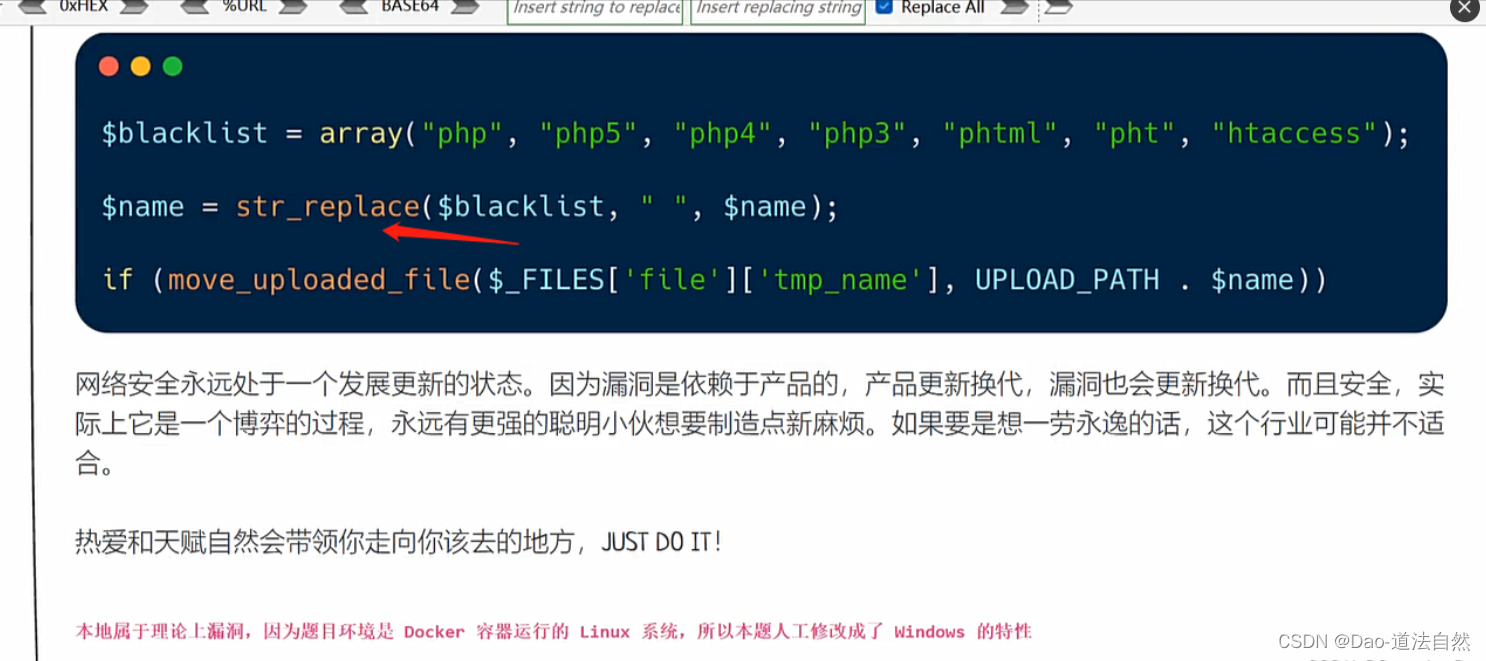 0xHEX %URL BASE64 Insert string to replace Insert replacing string Replace All
$blacklist = array("php", "php5", "php4", "php3", "phtml", "pht", "htaccess");
$name = str_replace($blacklist, " ", $name);
if (move_uploaded_file($_FILES['file']['tmp_name'], UPLOAD_PATH . $name))
网络安全永远处于一个发展更新的状态。因为漏洞是依赖于产品的，产品更新换代，漏洞也会更新换代。而且安全，实
际上它是一个博弈的过程，永远有更强的聪明小伙想要制造点新麻烦。如果要是想一劳永逸的话，这个行业可能并不适
合。
热爱和天赋自然会带领你走向你该去的地方，JUST DO IT！
本地属于理论上漏洞，因为题目环境是 Docker 容器运行的 Linux 系统，所以本题人工修改成了 Windows 的特性
CSDN @Dao-道法自然